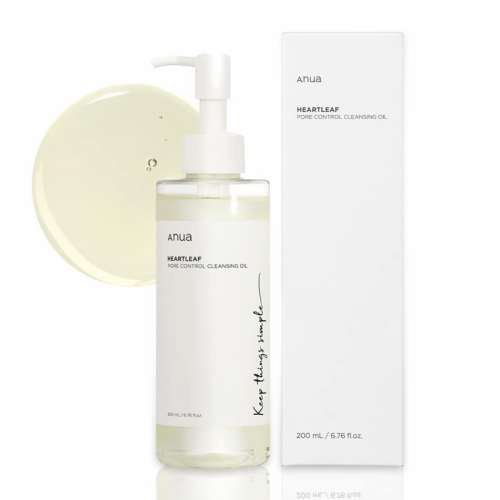 anua
HEARTLEAF
PORE CONTROL CLEANSING OIL
Keep things simple
200 mL / 6.76 fl.oz.
anua
HEARTLEAF
PORE CONTROL CLEANSING OIL
200 mL / 6.76 fl.oz.